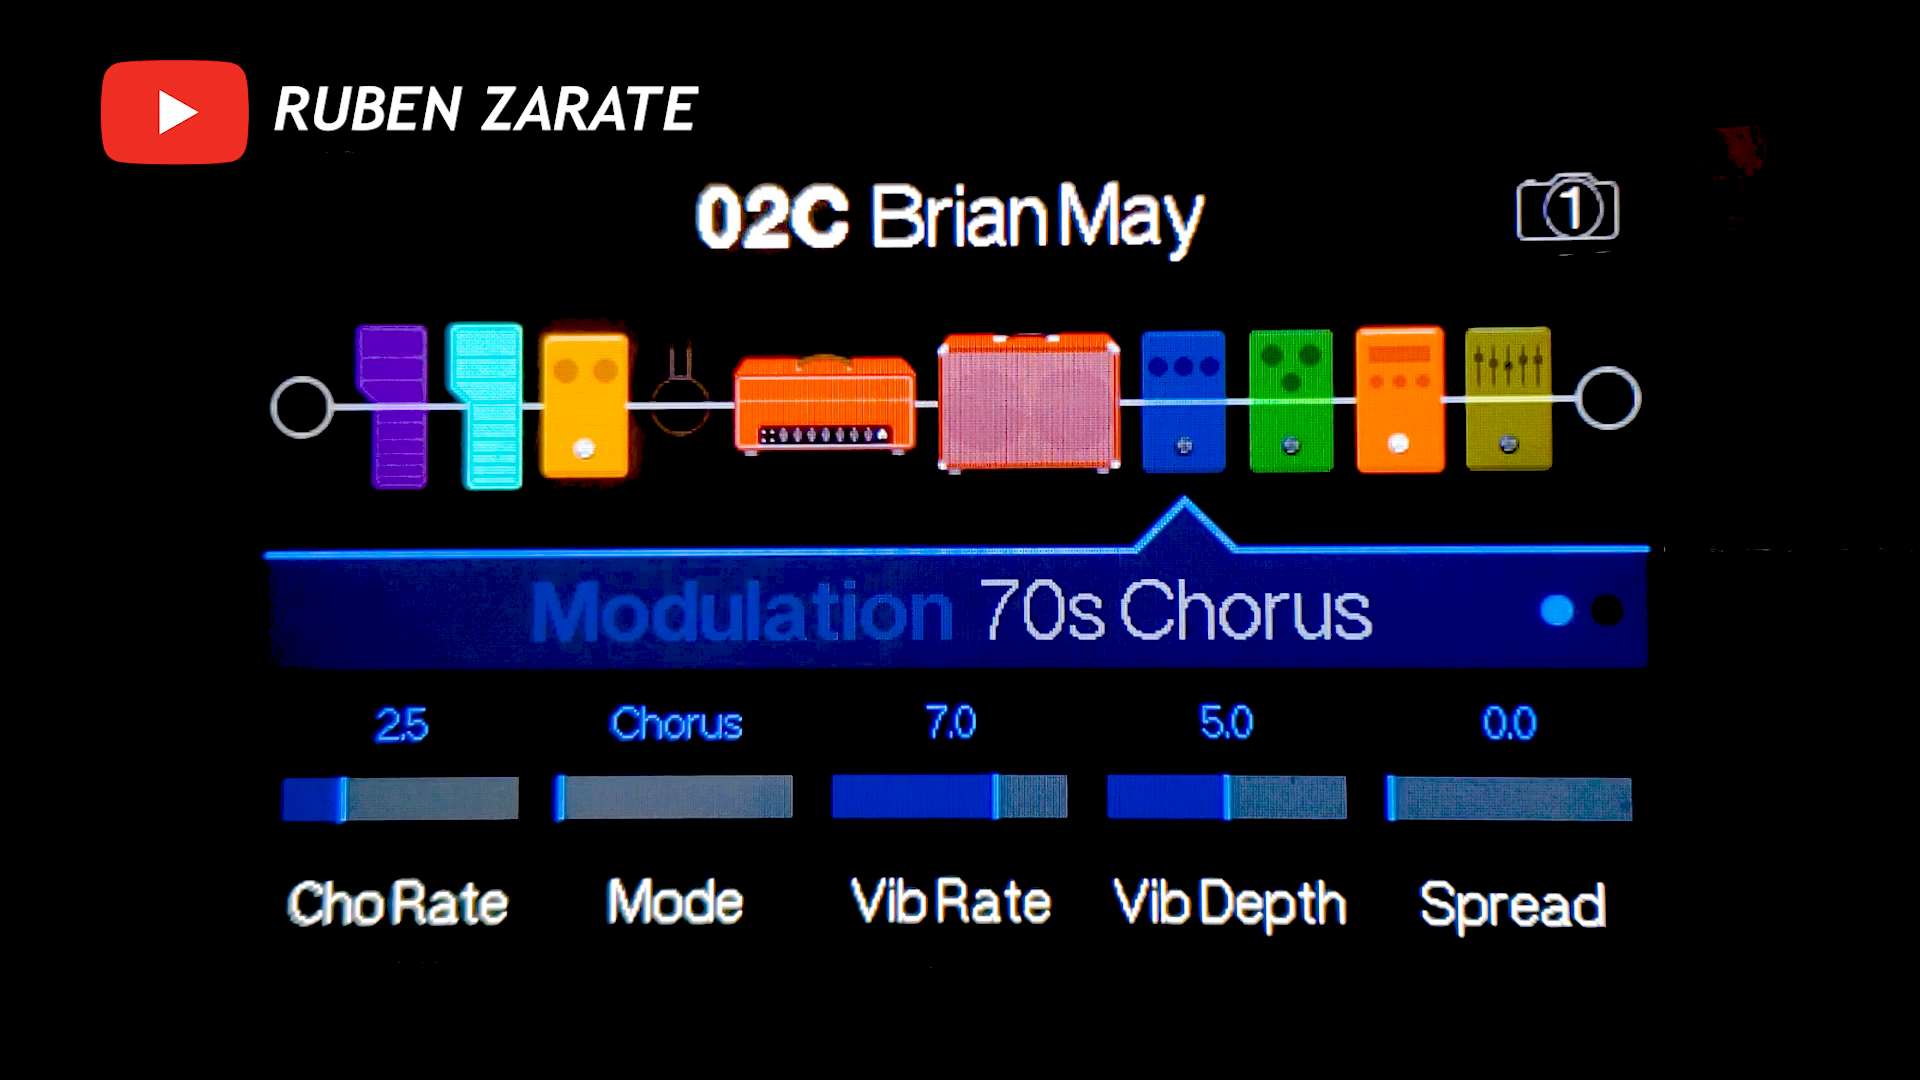 RUBEN ZARATE
02C Brian May
1
Modulation 70s Chorus
2.5 Chorus 7.0 5.0 0.0
Cho Rate Mode Vib Rate Vib Depth Spread